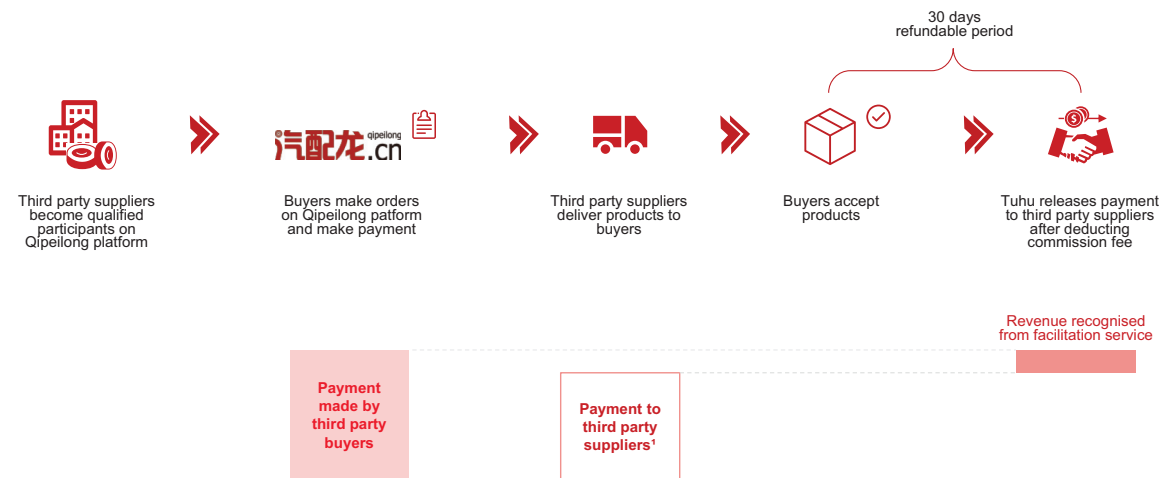 30 days
refundable period
汽配龙.cn
qipeilong
$
Third party suppliers
become qualified
participants on
Qipeilong platform
Buyers make orders
on Qipeilong patform
and make payment
Third party suppliers
deliver products to
buyers
Buyers accept
products
Tuhu releases payment
to third party suppliers
after deducting
commission fee
Revenue recognised
from facilitation service
Payment
made by
third party
buyers
Payment to
third party
suppliers¹